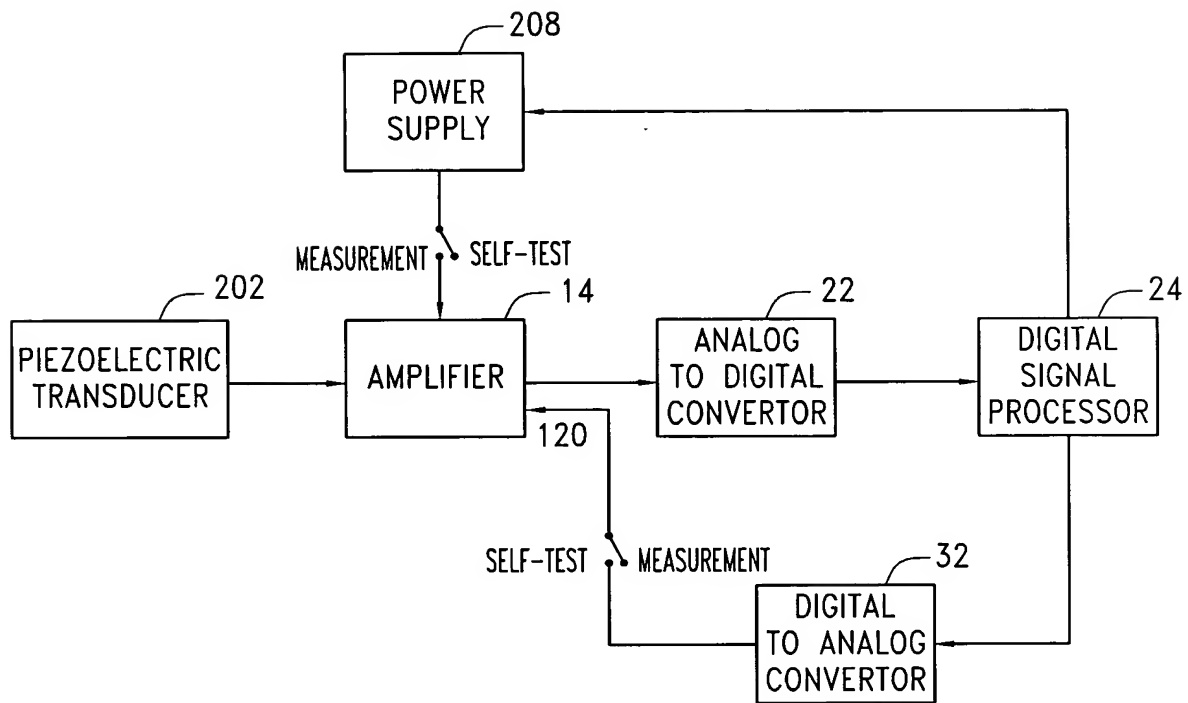 208
POWER
SUPPLY
MEASUREMENT
SELF-TEST
202
14
22
24
PIEZOELECTRIC
TRANSDUCER
AMPLIFIER
ANALOG
TO DIGITAL
CONVERTOR
DIGITAL
SIGNAL
PROCESSOR
120
SELF-TEST
MEASUREMENT
32
DIGITAL
TO ANALOG
CONVERTOR